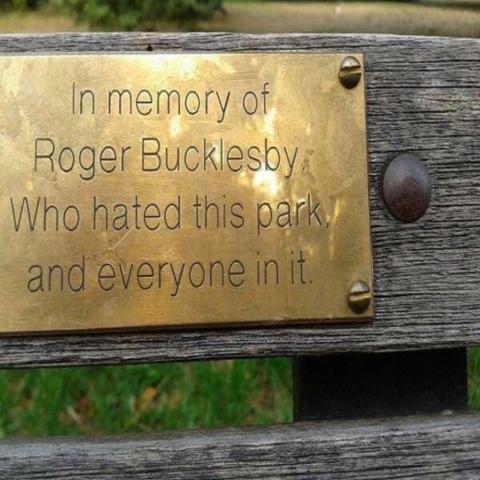 In memory of
Roger Bucklesby
Who hated this park,
and everyone in it.